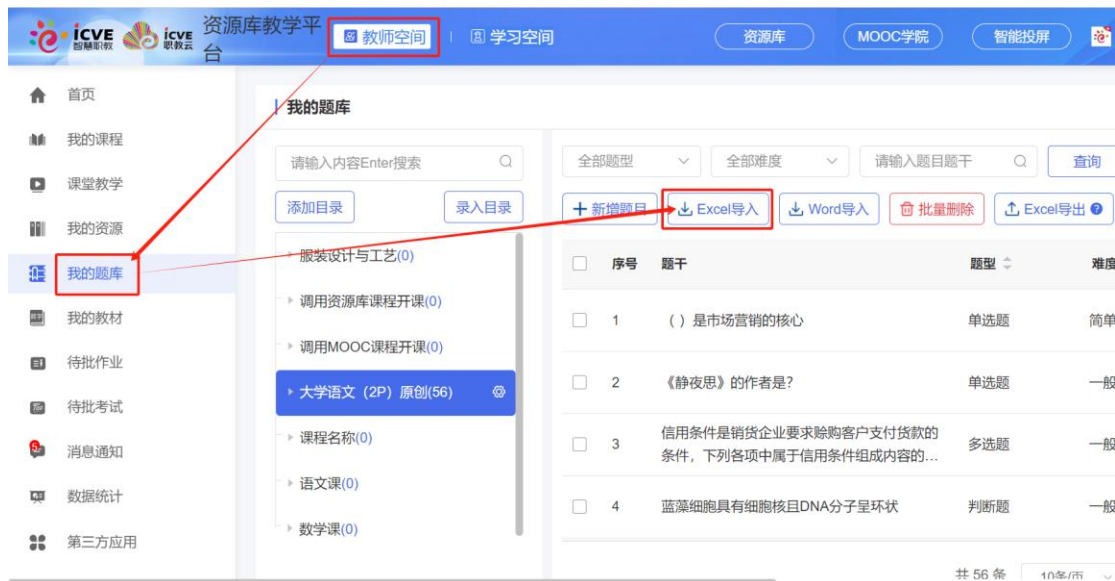 icve 智慧职教 icve 职教云 资源库教学平台 教师空间 学习空间 资源库 MOOC学院 智能投屏
首页
我的课程
课堂教学
我的资源
我的题库
我的教材
待批作业
待批考试
消息通知
数据统计
第三方应用
我的题库
请输入内容Enter搜索
添加目录 录入目录
服装设计与工艺(0)
调用资源库课程开课(0)
调用MOOC课程开课(0)
大学语文（2P）原创(56)
课程名称(0)
语文课(0)
数学课(0)
全部题型 全部难度 请输入题目题干 查询
新增题目 Excel导入 Word导入 批量删除 Excel导出
序号 题干 题型 难度
1 （ ）是市场营销的核心 单选题 简单
2 《静夜思》的作者是? 单选题 一般
3 信用条件是销货企业要求赊购客户支付货款的
条件，下列各项中属于信用条件组成内容的... 多选题 一般
4 蓝藻细胞具有细胞核且DNA分子呈环状 判断题 一般
共 56 条 10条/页